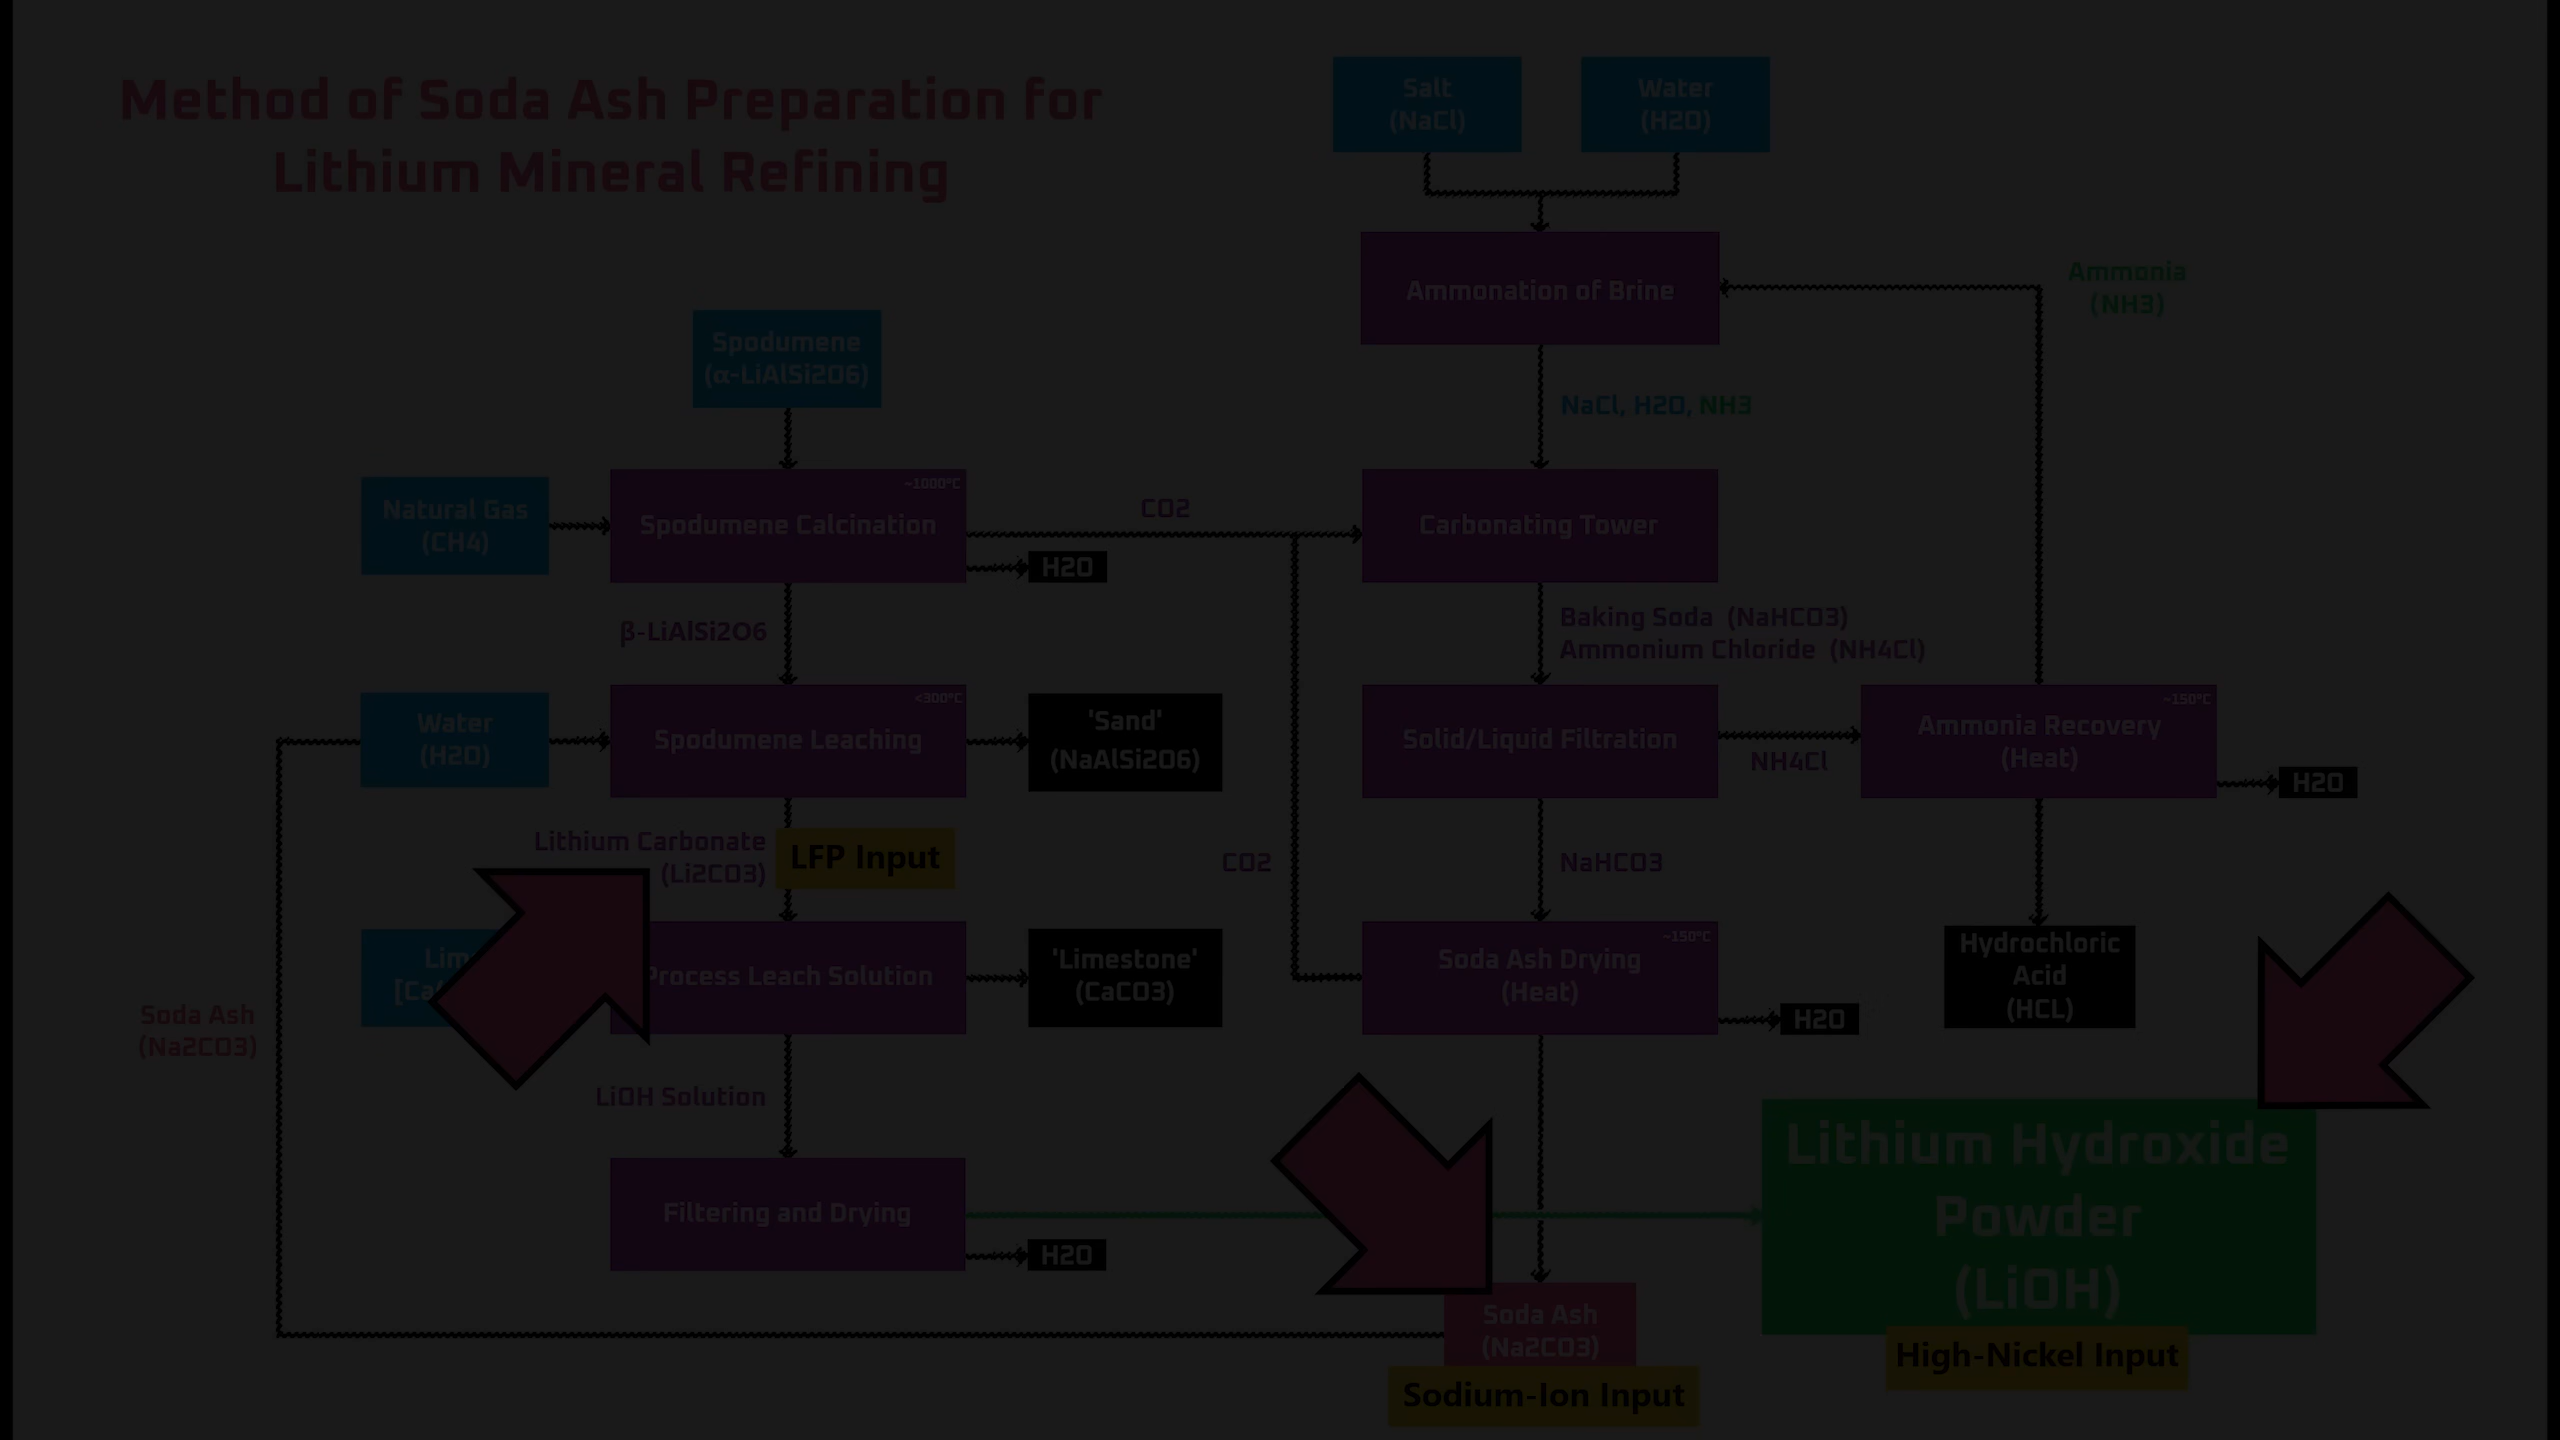 Method of Soda Ash Preparation for
Lithium Mineral Refining
Salt
(NaCl)
Water
(H2O)
Ammonation of Brine
Ammonia
(NH3)
Spodumene
(α-LiAlSi2O6)
NaCl, H2O, NH3
Natural Gas
(CH4)
~1000°C
Spodumene Calcination
CO2
Carbonating Tower
H2O
β-LiAlSi2O6
Baking Soda (NaHCO3)
Ammonium Chloride (NH4Cl)
Water
(H2O)
<300°C
Spodumene Leaching
'Sand'
(NaAlSi2O6)
Solid/Liquid Filtration
NH4Cl
~150°C
Ammonia Recovery
(Heat)
H2O
Lithium Carbonate
(Li2CO3)
LFP Input
CO2
NaHCO3
Process Leach Solution
'Limestone'
(CaCO3)
~150°C
Soda Ash Drying
(Heat)
H2O
Hydrochloric
Acid
(HCL)
Soda Ash
(Na2CO3)
LiOH Solution
Filtering and Drying
H2O
Lithium Hydroxide
Powder
(LiOH)
High-Nickel Input
Soda Ash
(Na2CO3)
Sodium-Ion Input